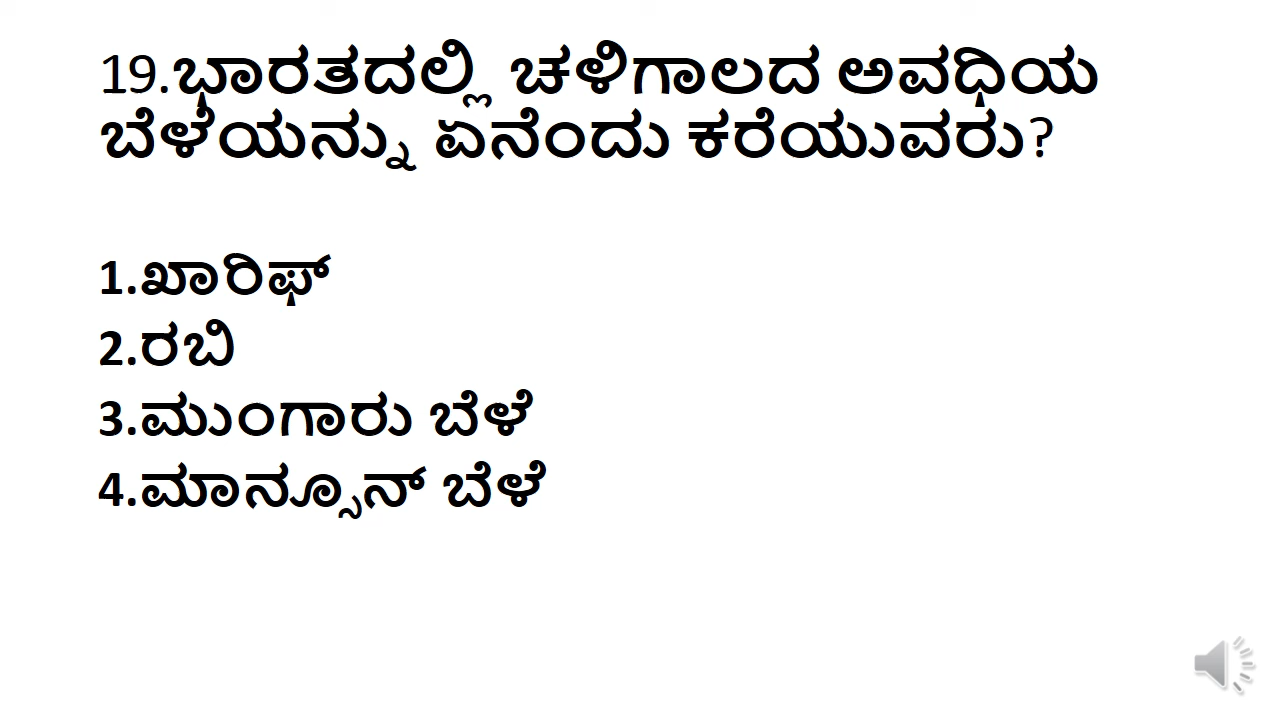 19.ಭಾರತದಲ್ಲಿ ಚಳಿಗಾಲದ ಅವಧಿಯ
ಬೆಳೆಯನ್ನು ಏನೆಂದು ಕರೆಯುವರು?
1.ಖಾರಿಫ್
2.ರಬಿ
3.ಮುಂಗಾರು ಬೆಳೆ
4.ಮಾನ್ಸೂನ್ ಬೆಳೆ